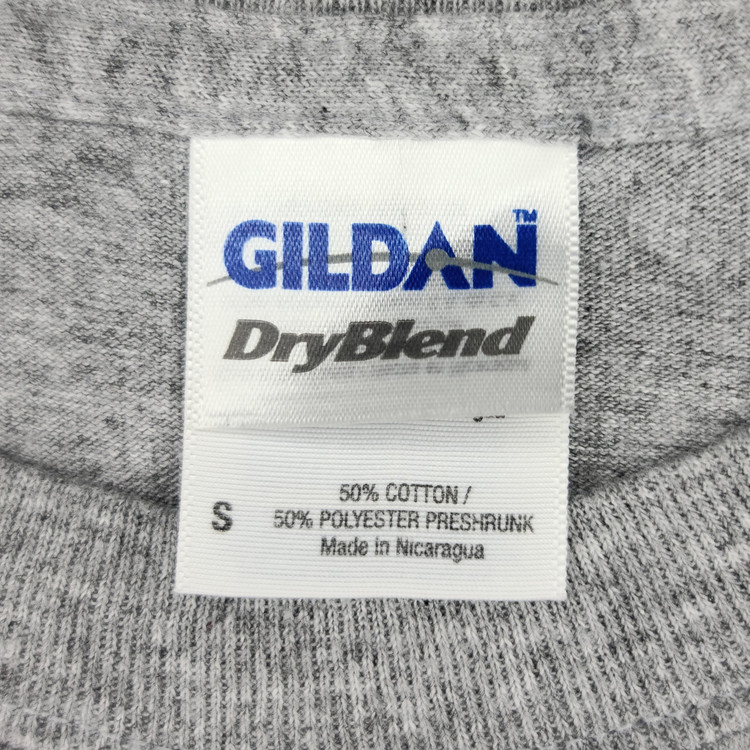 GILDAN™
DryBlend
S
50% COTTON /
50% POLYESTER PRESHRUNK
Made in Nicaragua